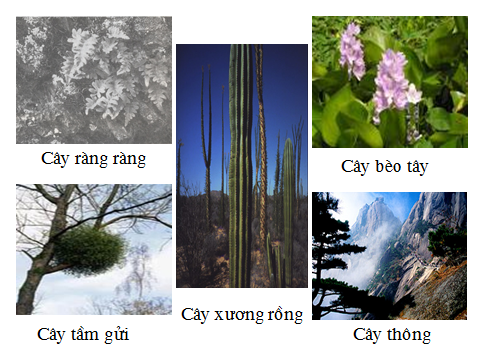 Cây ràng ràng
Cây bèo tây
Cây tầm gửi
Cây xương rồng
Cây thông